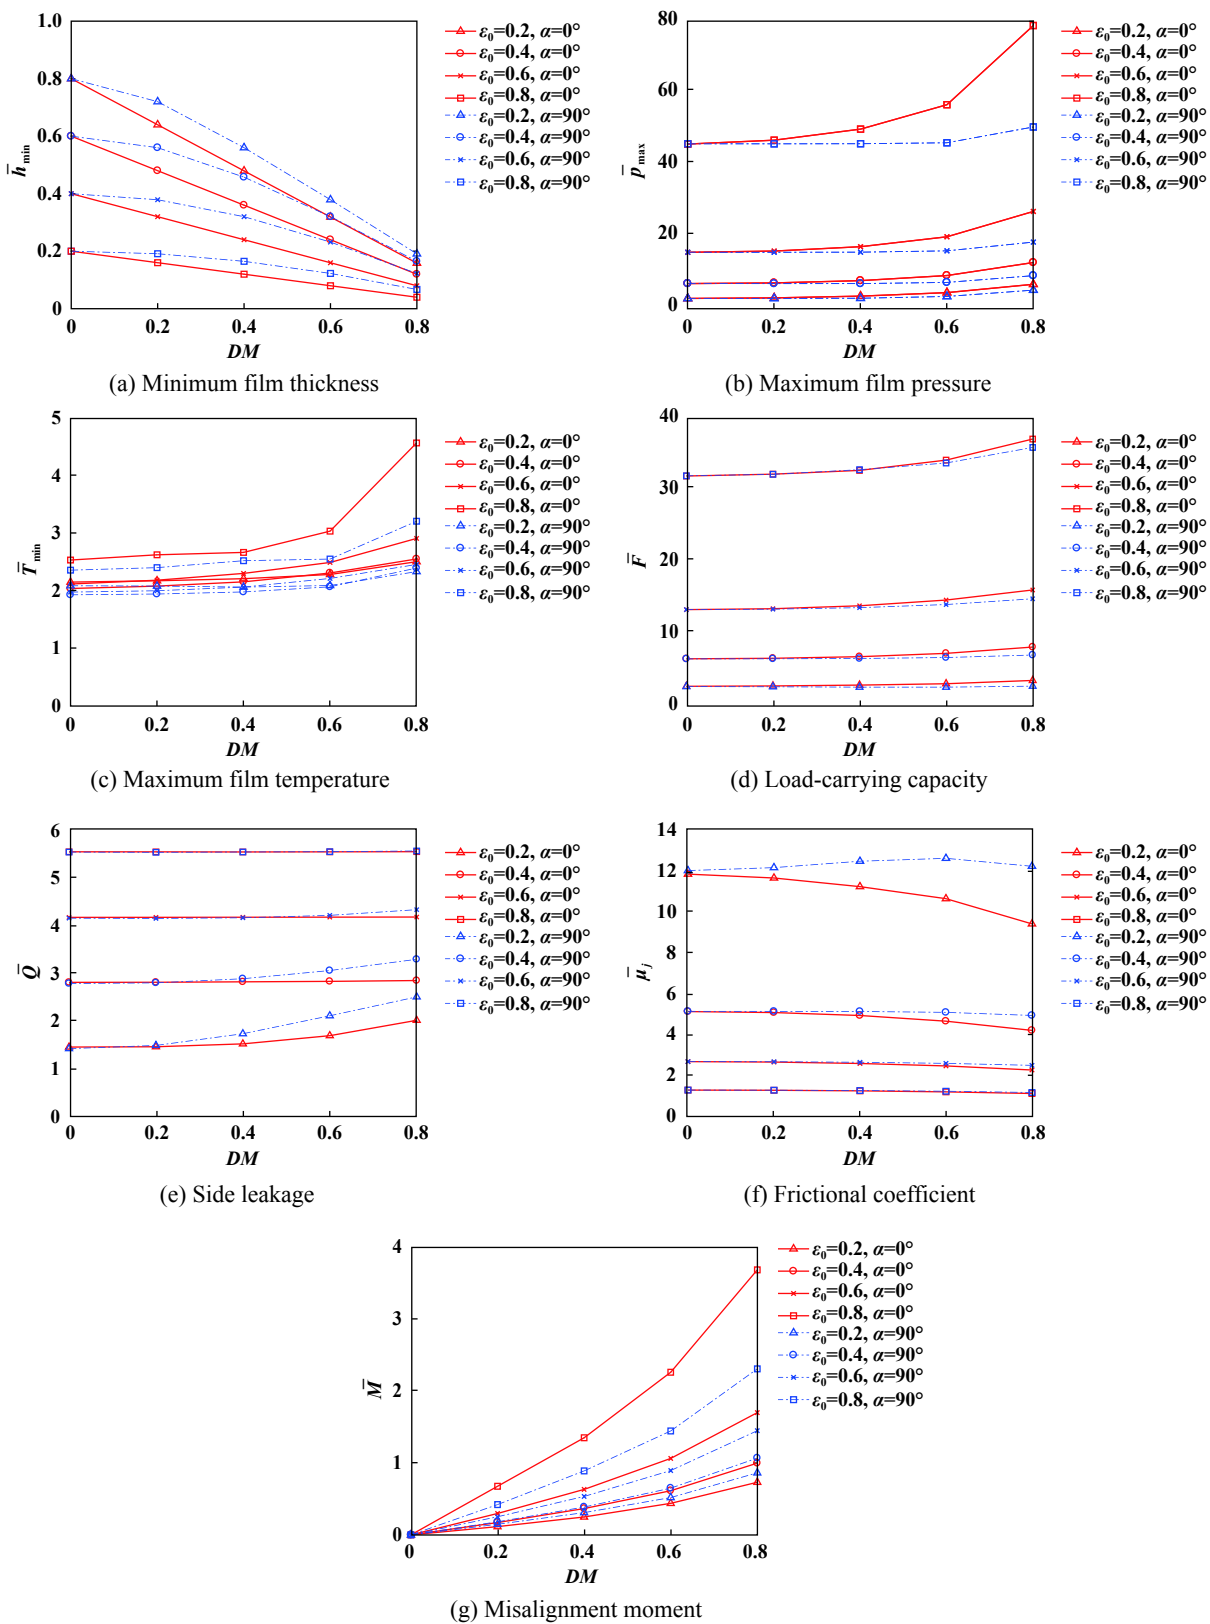 1.0
0.8
0.6
0.4
0.2
0
h̄min
0 0.2 0.4 0.6 0.8
DM
ε0=0.2, α=0°
ε0=0.4, α=0°
ε0=0.6, α=0°
ε0=0.8, α=0°
ε0=0.2, α=90°
ε0=0.4, α=90°
ε0=0.6, α=90°
ε0=0.8, α=90°
(a) Minimum film thickness
80
60
40
20
0
p̄max
0 0.2 0.4 0.6 0.8
DM
ε0=0.2, α=0°
ε0=0.4, α=0°
ε0=0.6, α=0°
ε0=0.8, α=0°
ε0=0.2, α=90°
ε0=0.4, α=90°
ε0=0.6, α=90°
ε0=0.8, α=90°
(b) Maximum film pressure
5
4
3
2
1
0
T̄min
0 0.2 0.4 0.6 0.8
DM
ε0=0.2, α=0°
ε0=0.4, α=0°
ε0=0.6, α=0°
ε0=0.8, α=0°
ε0=0.2, α=90°
ε0=0.4, α=90°
ε0=0.6, α=90°
ε0=0.8, α=90°
(c) Maximum film temperature
40
30
20
10
0
F̄
0 0.2 0.4 0.6 0.8
DM
ε0=0.2, α=0°
ε0=0.4, α=0°
ε0=0.6, α=0°
ε0=0.8, α=0°
ε0=0.2, α=90°
ε0=0.4, α=90°
ε0=0.6, α=90°
ε0=0.8, α=90°
(d) Load-carrying capacity
6
5
4
3
2
1
0
Q̄
0 0.2 0.4 0.6 0.8
DM
ε0=0.2, α=0°
ε0=0.4, α=0°
ε0=0.6, α=0°
ε0=0.8, α=0°
ε0=0.2, α=90°
ε0=0.4, α=90°
ε0=0.6, α=90°
ε0=0.8, α=90°
(e) Side leakage
14
12
10
8
6
4
2
0
μ̄j
0 0.2 0.4 0.6 0.8
DM
ε0=0.2, α=0°
ε0=0.4, α=0°
ε0=0.6, α=0°
ε0=0.8, α=0°
ε0=0.2, α=90°
ε0=0.4, α=90°
ε0=0.6, α=90°
ε0=0.8, α=90°
(f) Frictional coefficient
4
3
2
1
0
M̄
0 0.2 0.4 0.6 0.8
DM
ε0=0.2, α=0°
ε0=0.4, α=0°
ε0=0.6, α=0°
ε0=0.8, α=0°
ε0=0.2, α=90°
ε0=0.4, α=90°
ε0=0.6, α=90°
ε0=0.8, α=90°
(g) Misalignment moment